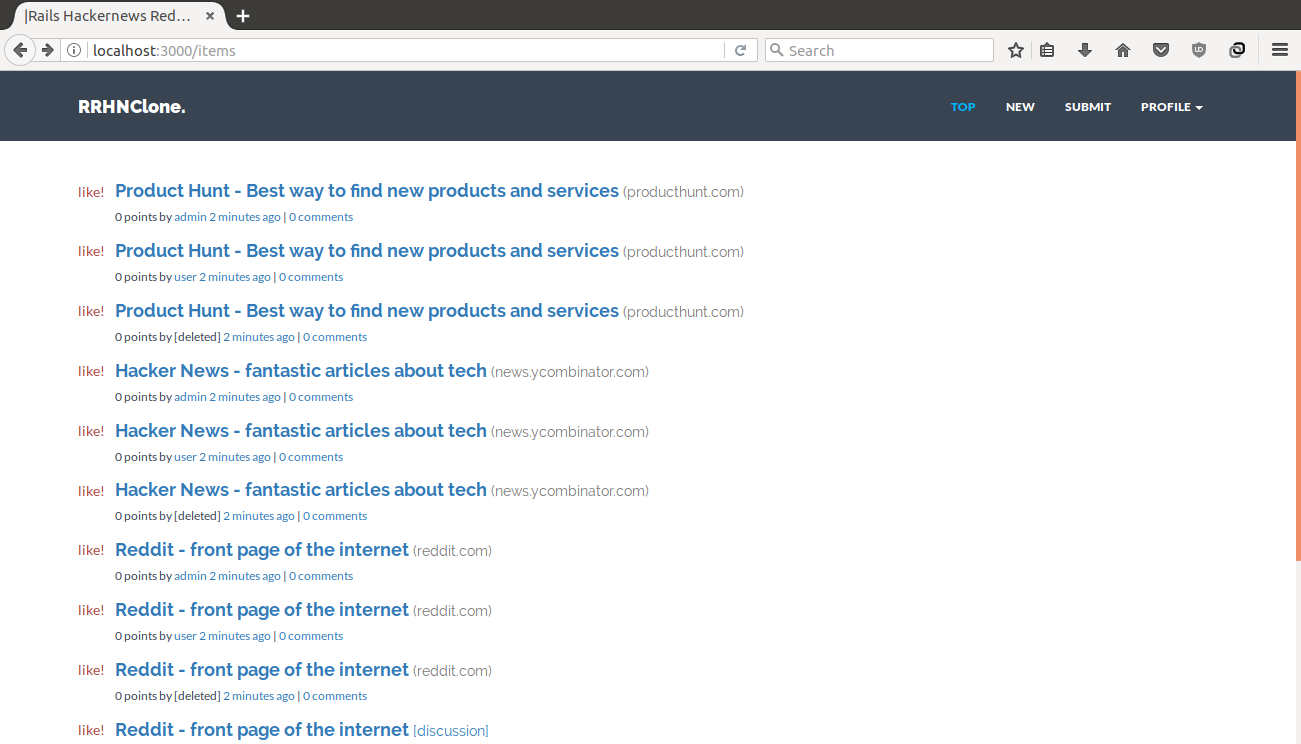 |Rails Hackernews Red...
localhost:3000/items
Search
RRHNClone.
TOP NEW SUBMIT PROFILE
like! Product Hunt - Best way to find new products and services (producthunt.com)
0 points by admin 2 minutes ago | 0 comments
like! Product Hunt - Best way to find new products and services (producthunt.com)
0 points by user 2 minutes ago | 0 comments
like! Product Hunt - Best way to find new products and services (producthunt.com)
0 points by [deleted] 2 minutes ago | 0 comments
like! Hacker News - fantastic articles about tech (news.ycombinator.com)
0 points by admin 2 minutes ago | 0 comments
like! Hacker News - fantastic articles about tech (news.ycombinator.com)
0 points by user 2 minutes ago | 0 comments
like! Hacker News - fantastic articles about tech (news.ycombinator.com)
0 points by [deleted] 2 minutes ago | 0 comments
like! Reddit - front page of the internet (reddit.com)
0 points by admin 2 minutes ago | 0 comments
like! Reddit - front page of the internet (reddit.com)
0 points by user 2 minutes ago | 0 comments
like! Reddit - front page of the internet (reddit.com)
0 points by [deleted] 2 minutes ago | 0 comments
like! Reddit - front page of the internet [discussion]